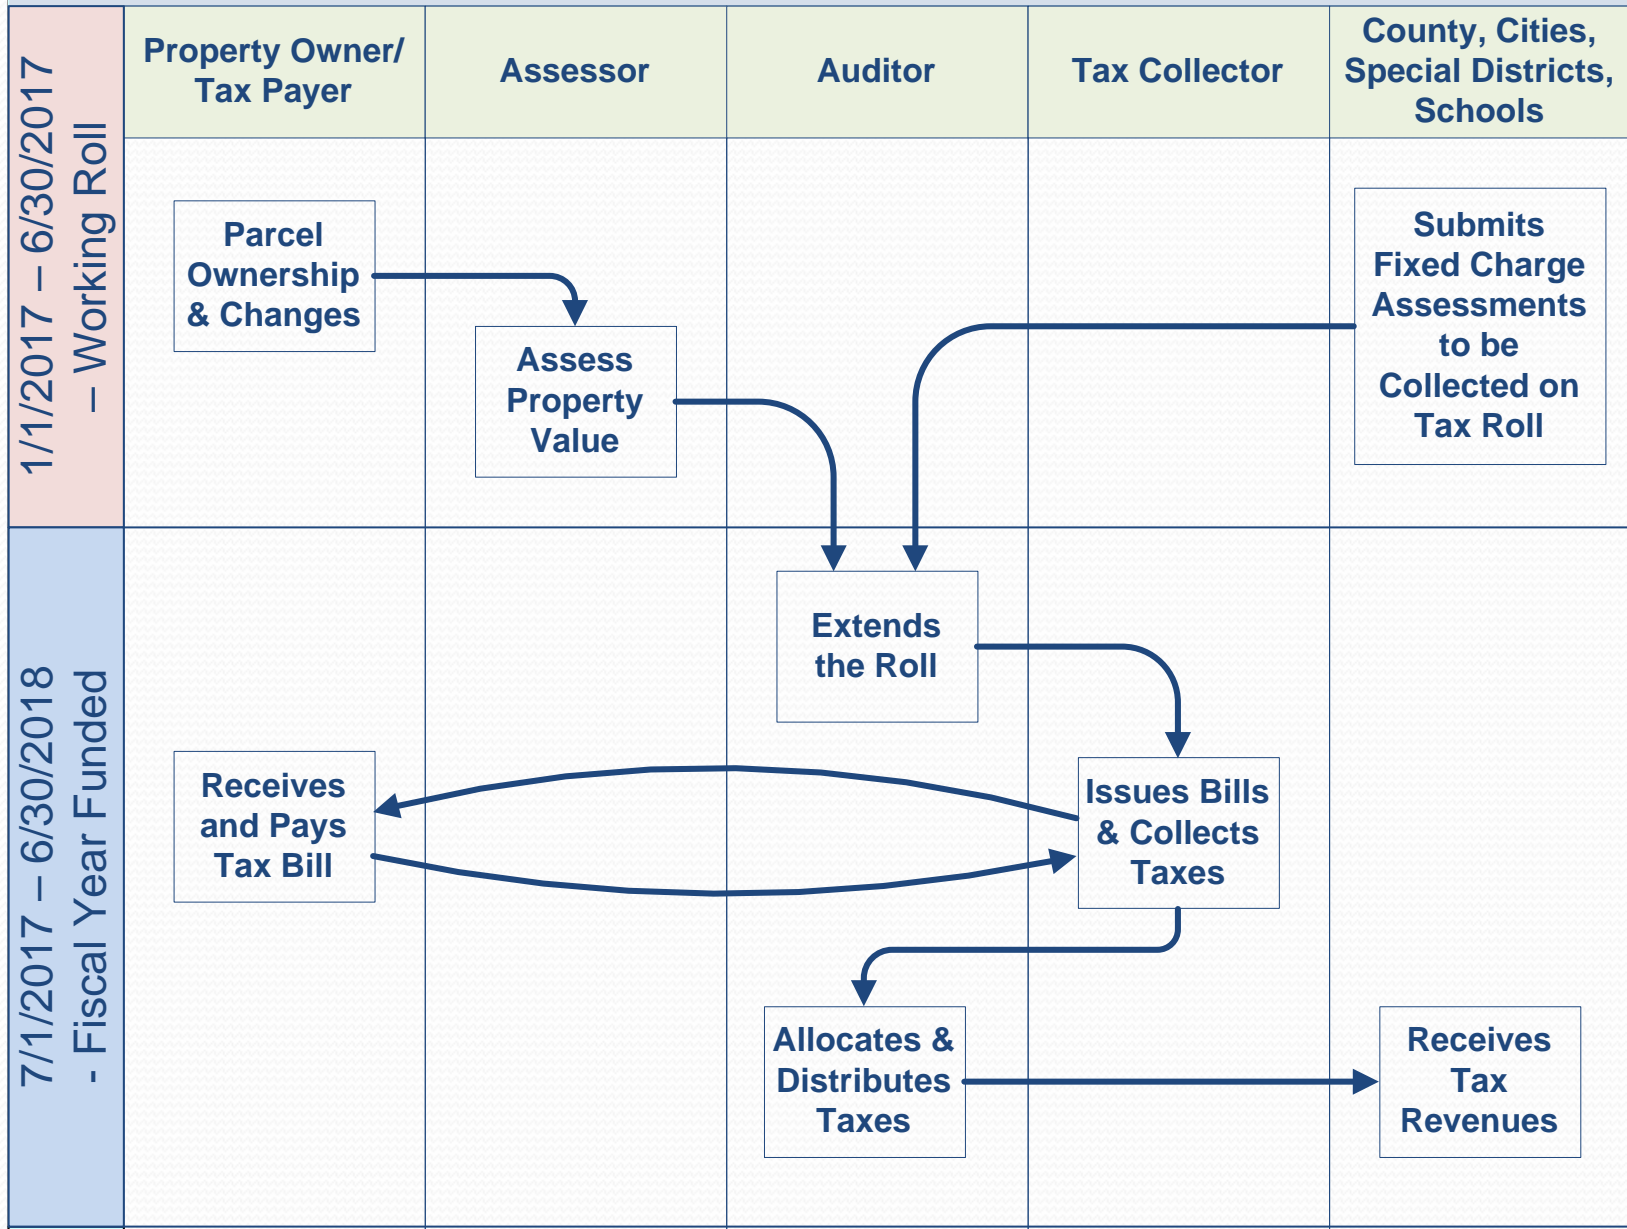 Property Owner/
Tax Payer
Assessor
Auditor
Tax Collector
County, Cities,
Special Districts,
Schools
1/1/2017 – 6/30/2017
– Working Roll
Parcel
Ownership
& Changes
Assess
Property
Value
Submits
Fixed Charge
Assessments
to be
Collected on
Tax Roll
7/1/2017 – 6/30/2018
- Fiscal Year Funded
Extends
the Roll
Receives
and Pays
Tax Bill
Issues Bills
& Collects
Taxes
Allocates &
Distributes
Taxes
Receives
Tax
Revenues